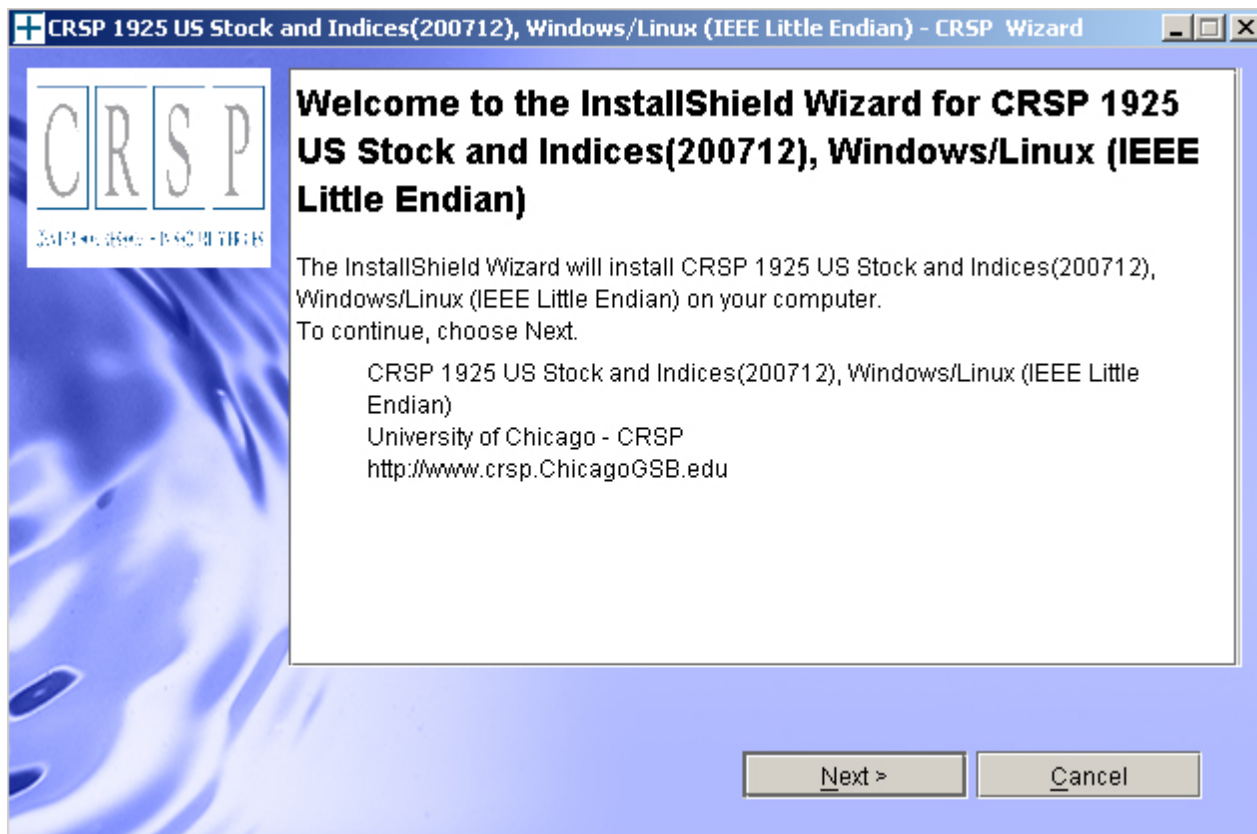 CRSP 1925 US Stock and Indices(200712), Windows/Linux (IEEE Little Endian) - CRSP Wizard
CRSP
Welcome to the InstallShield Wizard for CRSP 1925
US Stock and Indices(200712), Windows/Linux (IEEE
Little Endian)
The InstallShield Wizard will install CRSP 1925 US Stock and Indices(200712),
Windows/Linux (IEEE Little Endian) on your computer.
To continue, choose Next.
CRSP 1925 US Stock and Indices(200712), Windows/Linux (IEEE Little
Endian)
University of Chicago - CRSP
http://www.crsp.ChicagoGSB.edu
Next >
Cancel